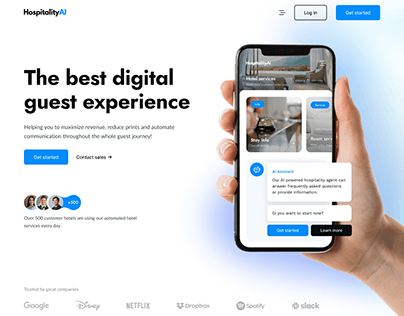 HospitalityAI
Log in
Get started
The best digital
guest experience
Helping you to maximize revenue, reduce prints and automate
communication throughout the whole guest journey!
Get started
Contact sales →
+500
Over 500 customer hotels are using our automated hotel
services every day.
HospitalityAI
Hotel services
Info
Stay info
Service
Room servi
AI Assistant
Our AI powered hospitality agent can
answer frequently asked questions
or provide information.
Di you want to start now?
Get started
Learn more
Trusted by great companies
Google
Disney
NETFLIX
Dropbox
Spotify
slack